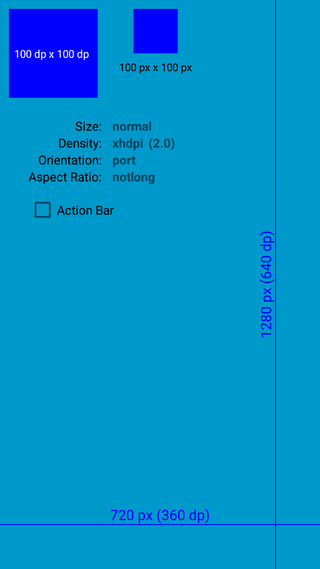 100 dp x 100 dp
100 px x 100 px
Size: normal
Density: xhdpi (2.0)
Orientation: port
Aspect Ratio: notlong
Action Bar
1280 px (640 dp)
720 px (360 dp)